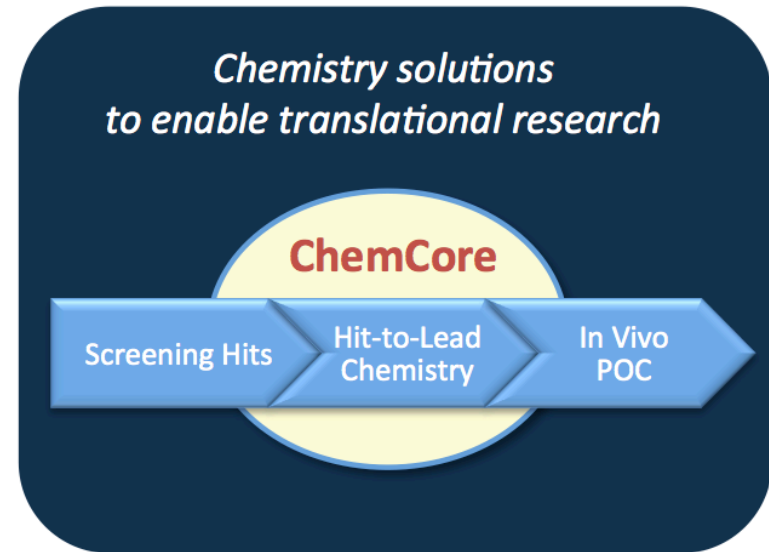 Chemistry solutions
to enable translational research
ChemCore
Screening Hits
Hit-to-Lead
Chemistry
In Vivo
POC